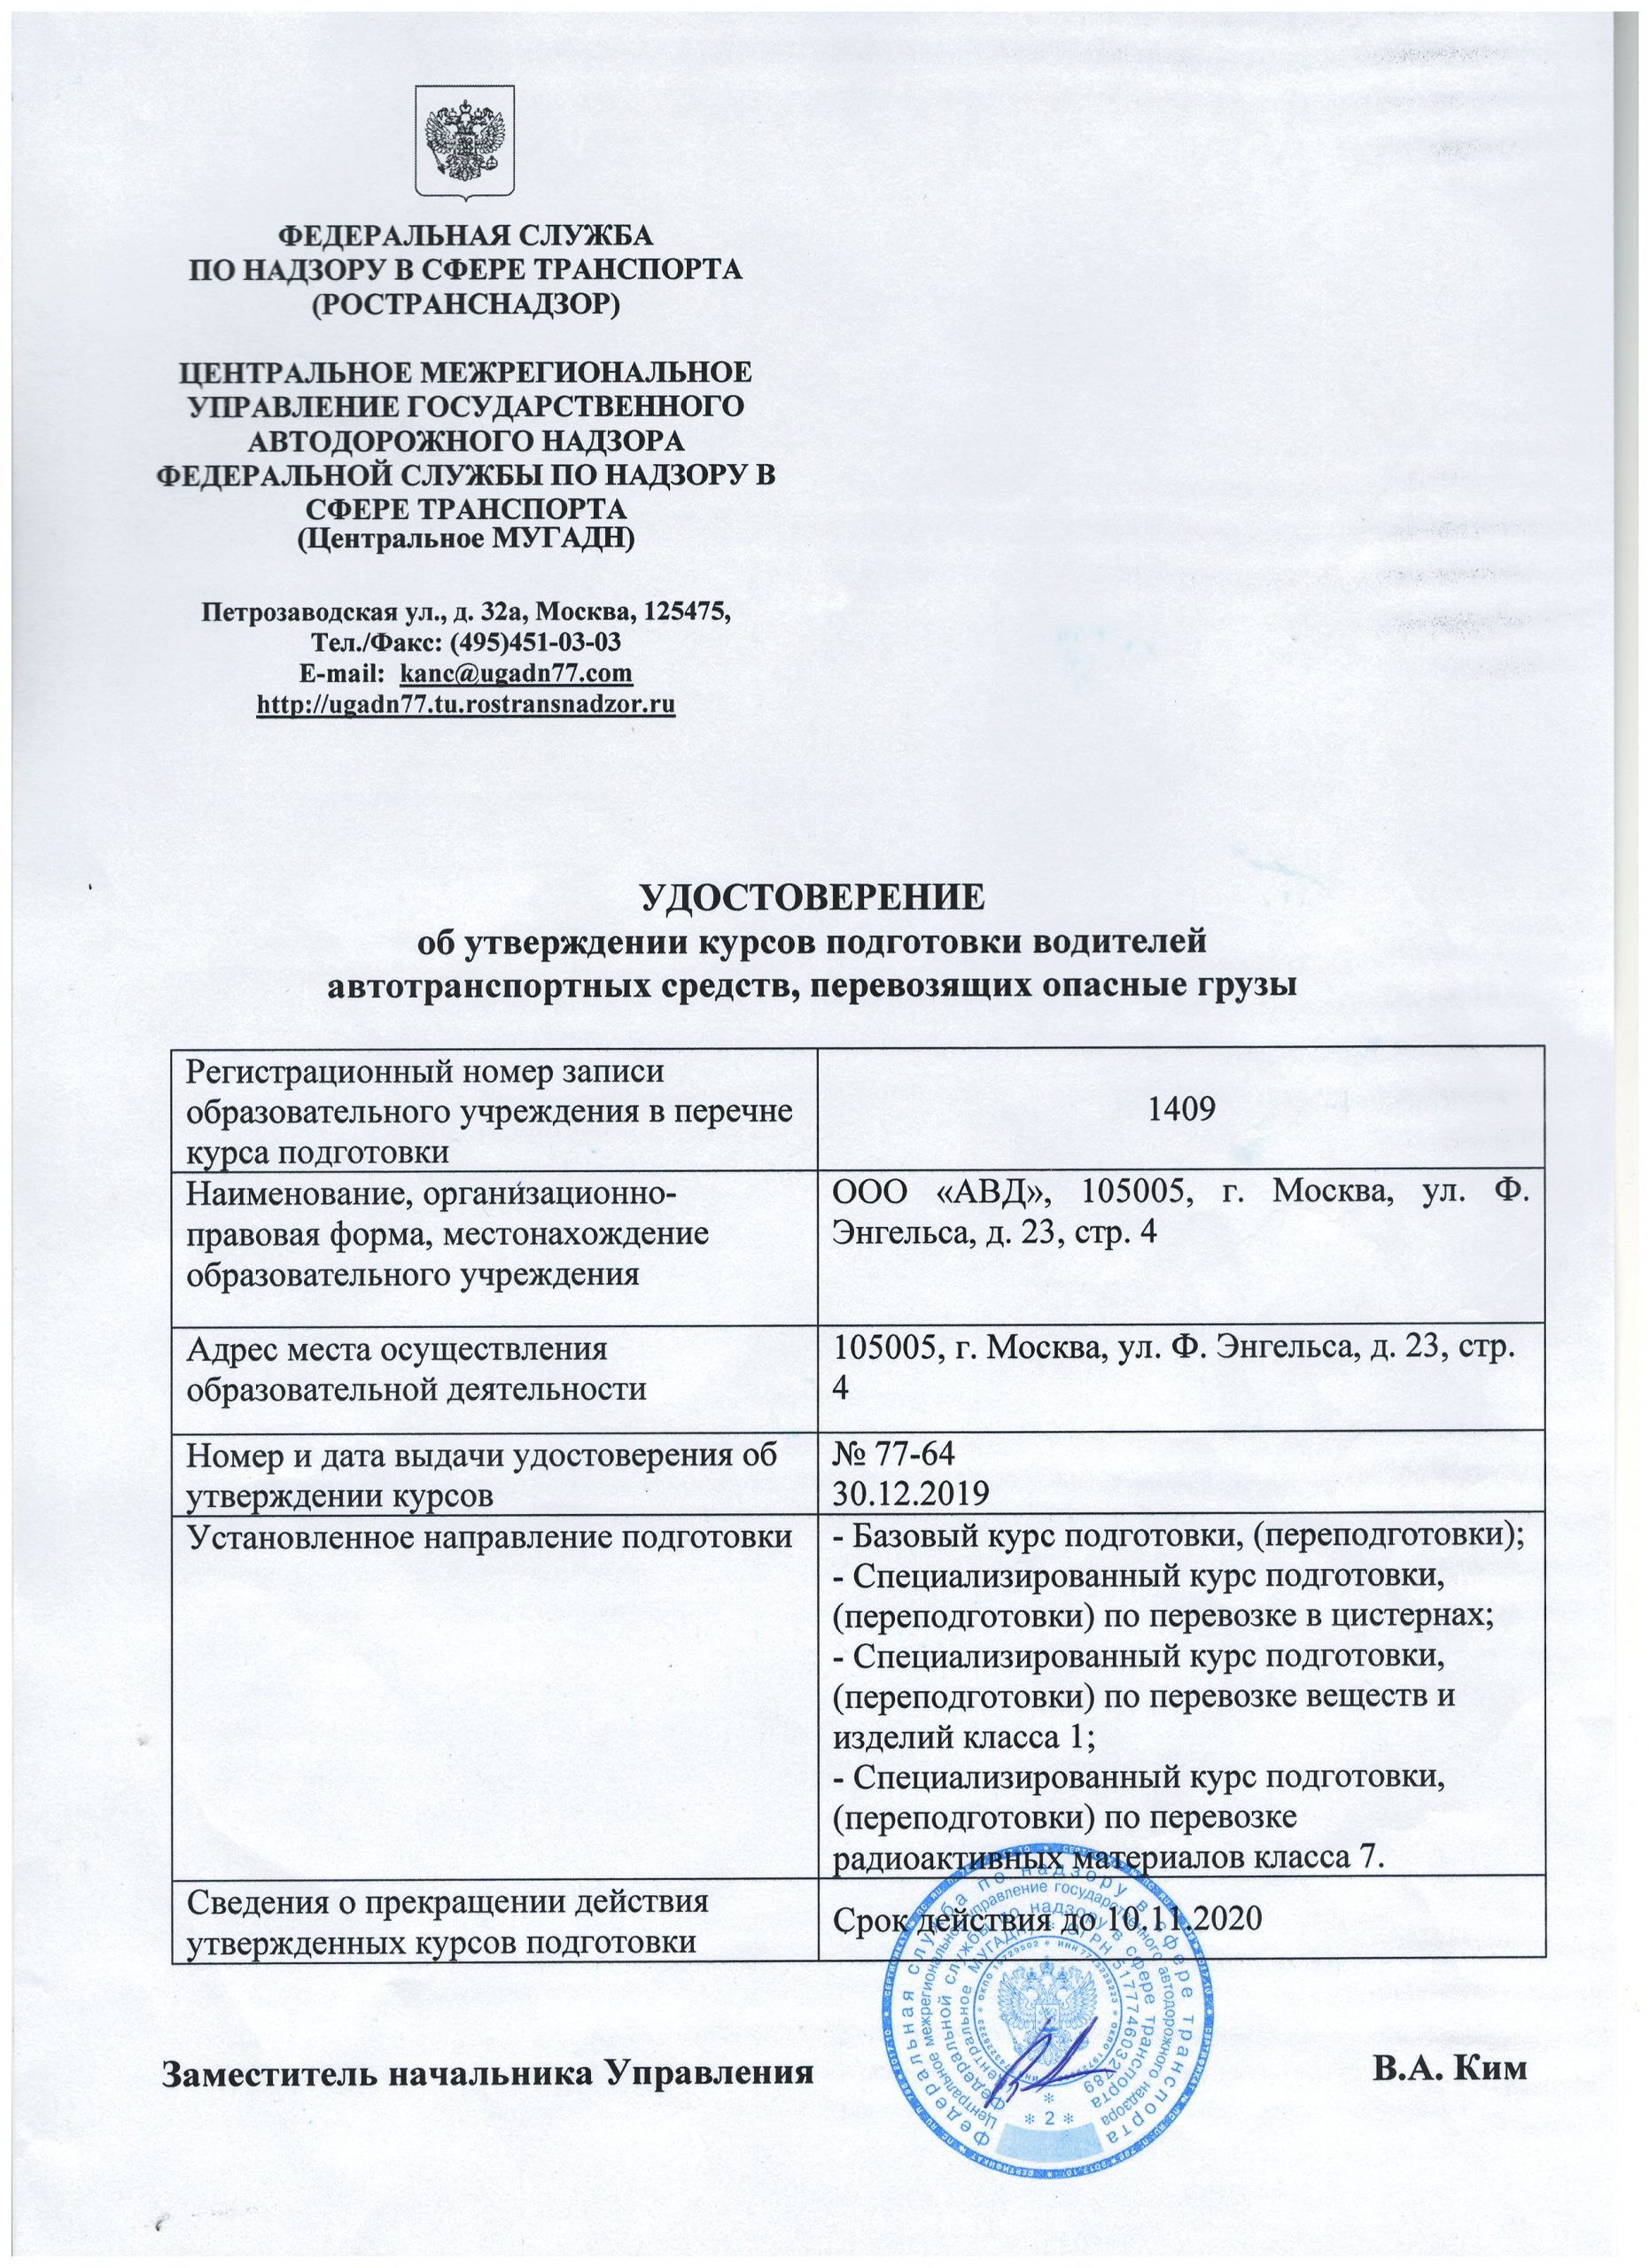 ФЕДЕРАЛЬНАЯ СЛУЖБА
ПО НАДЗОРУ В СФЕРЕ ТРАНСПОРТА
(РОСТРАНСНАДЗОР)
ЦЕНТРАЛЬНОЕ МЕЖРЕГИОНАЛЬНОЕ
УПРАВЛЕНИЕ ГОСУДАРСТВЕННОГО
АВТОДОРОЖНОГО НАДЗОРА
ФЕДЕРАЛЬНОЙ СЛУЖБЫ ПО НАДЗОРУ В
СФЕРЕ ТРАНСПОРТА
(Центральное МУГАДН)
Петрозаводская ул., д. 32а, Москва, 125475,
Тел./Факс: (495)451-03-03
E-mail: kanc@ugadn77.com
http://ugadn77.tu.rostransnadzor.ru
УДОСТОВЕРЕНИЕ
об утверждении курсов подготовки водителей
автотранспортных средств, перевозящих опасные грузы
Регистрационный номер записи
образовательного учреждения в перечне
курса подготовки
1409
Наименование, организационно-
правовая форма, местонахождение
образовательного учреждения
ООО «АВД», 105005, г. Москва, ул. Ф.
Энгельса, д. 23, стр. 4
Адрес места осуществления
образовательной деятельности
105005, г. Москва, ул. Ф. Энгельса, д. 23, стр.
4
Номер и дата выдачи удостоверения об
утверждении курсов
№ 77-64
30.12.2019
Установленное направление подготовки
- Базовый курс подготовки, (переподготовки);
- Специализированный курс подготовки,
(переподготовки) по перевозке в цистернах;
- Специализированный курс подготовки,
(переподготовки) по перевозке веществ и
изделий класса 1;
- Специализированный курс подготовки,
(переподготовки) по перевозке
радиоактивных материалов класса 7.
Сведения о прекращении действия
утвержденных курсов подготовки
Срок действия до 10.11.2020
Заместитель начальника Управления
В.А. Ким
Федеральная служба по надзору в сфере транспорта
Центральное межрегиональное управление государственного автодорожного надзора
Федеральной службы по надзору в сфере транспорта
Центральное МУГАДН * ОГРН 5177746032789
* 2 *